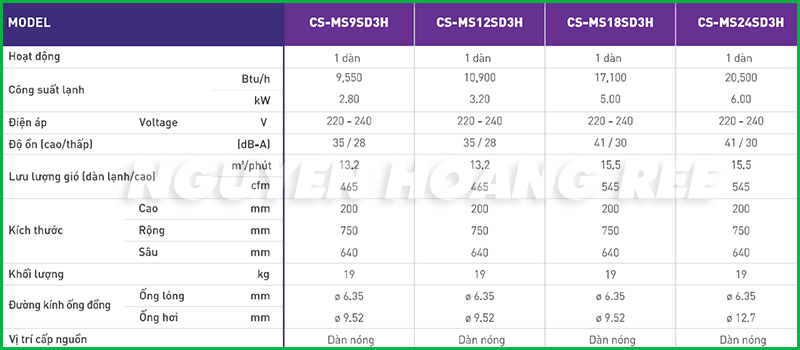 MODEL CS-MS9SD3H CS-MS12SD3H CS-MS18SD3H CS-MS24SD3H
Hoạt động 1 dàn 1 dàn 1 dàn 1 dàn
Công suất lạnh Btu/h 9,550 10,900 17,100 20,500
kW 2.80 3.20 5.00 6.00
Điện áp Voltage V 220 - 240 220 - 240 220 - 240 220 - 240
Độ ồn (cao/thấp) (dB-A) 35 / 28 35 / 28 41 / 30 41 / 30
Lưu lượng gió (dàn lạnh/cao) m³/phút 13.2 13.2 15.5 15.5
cfm 465 465 545 545
NGUYEN HOANG REE
Kích thước Cao mm 200 200 200 200
Rộng mm 750 750 750 750
Sâu mm 640 640 640 640
Khối lượng kg 19 19 19 19
Đường kính ống đồng Ống lỏng mm ø 6.35 ø 6.35 ø 6.35 ø 6.35
Ống hơi mm ø 9.52 ø 9.52 ø 9.52 ø 12.7
Vị trí cấp nguồn Dàn nóng Dàn nóng Dàn nóng Dàn nóng